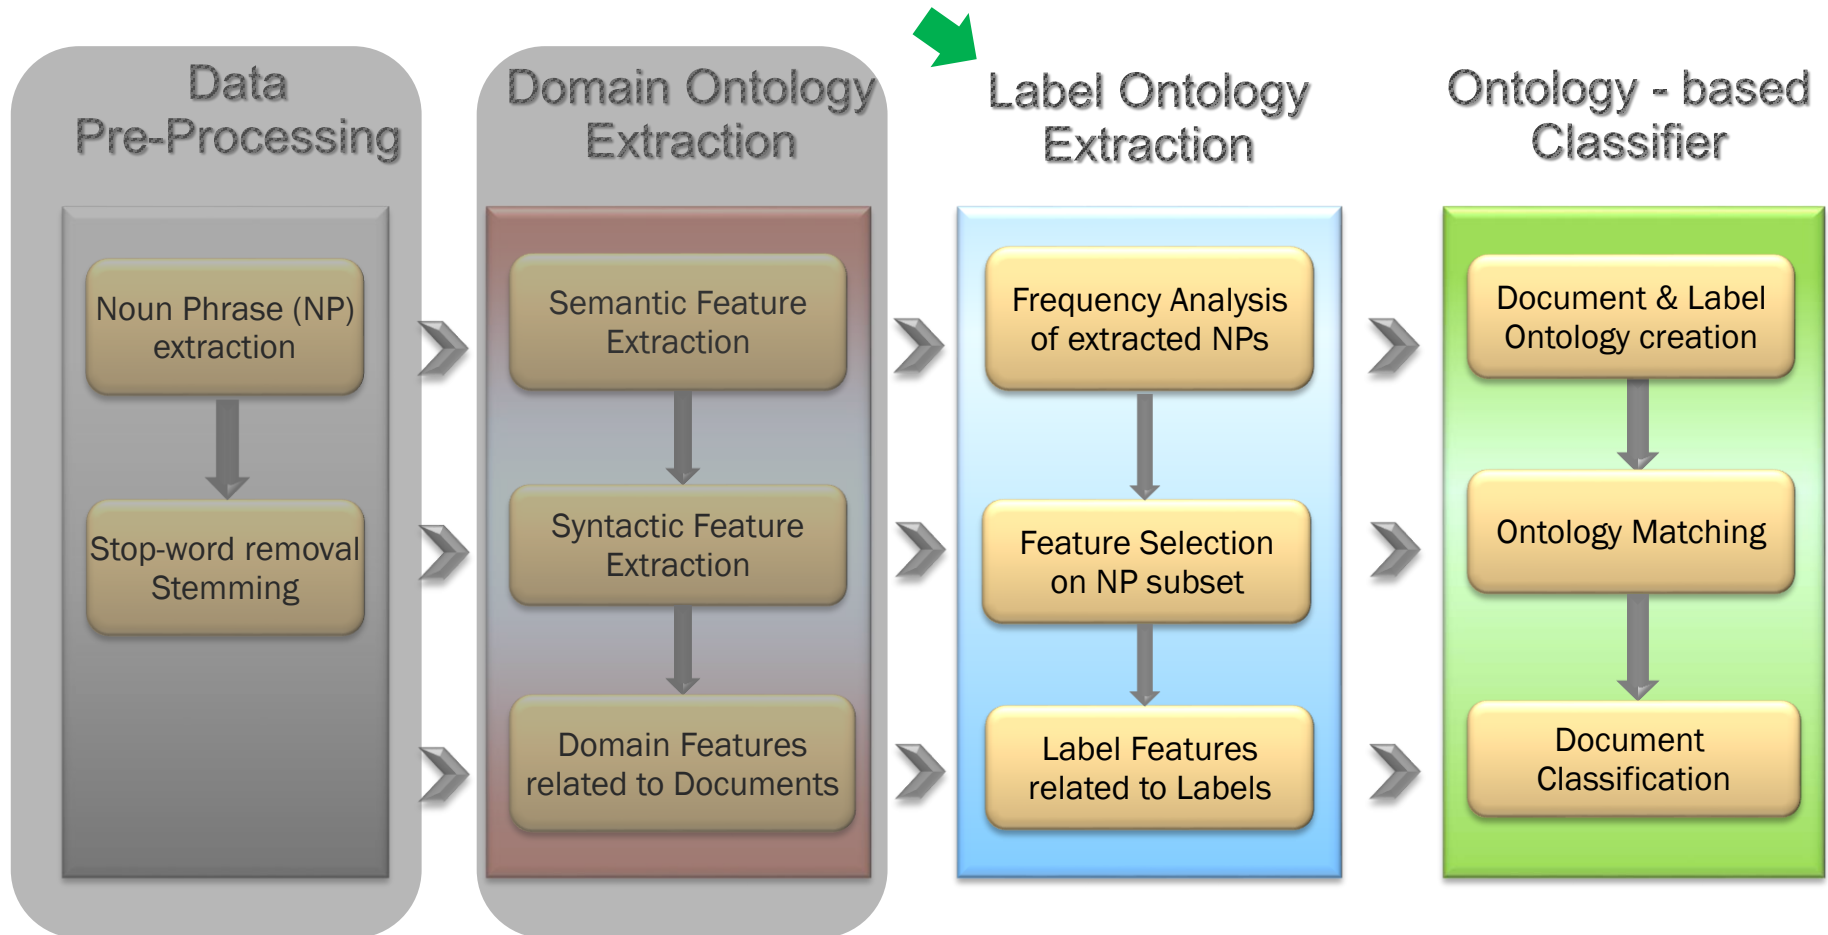 Data
Pre-Processing
Noun Phrase (NP)
extraction
Stop-word removal
Stemming
Domain Ontology
Extraction
Semantic Feature
Extraction
Syntactic Feature
Extraction
Domain Features
related to Documents
Label Ontology
Extraction
Frequency Analysis
of extracted NPs
Feature Selection
on NP subset
Label Features
related to Labels
Ontology - based
Classifier
Document & Label
Ontology creation
Ontology Matching
Document
Classification